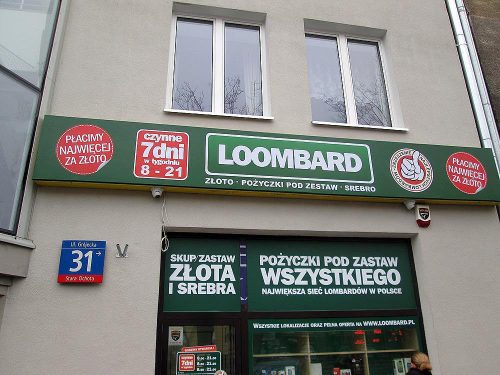 PŁACIMY
NAJWIĘCEJ
ZA ZŁOTO
czynne
7dni
w tygodniu
8 - 21
LOOMBARD
ZŁOTO · POŻYCZKI POD ZASTAW · SREBRO
PŁACIMY
NAJWIĘCEJ
ZA ZŁOTO
ul. Grójecka
31
Stara Ochota
SKUP/ZASTAW
ZŁOTA
I SREBRA
POŻYCZKI POD ZASTAW
WSZYSTKIEGO
NAJWIĘKSZA SIEĆ LOMBARDÓW W POLSCE
WSZYSTKIE LOKALIZACJE ORAZ PEŁNA OFERTA NA WWW.LOOMBARD.PL
7dni